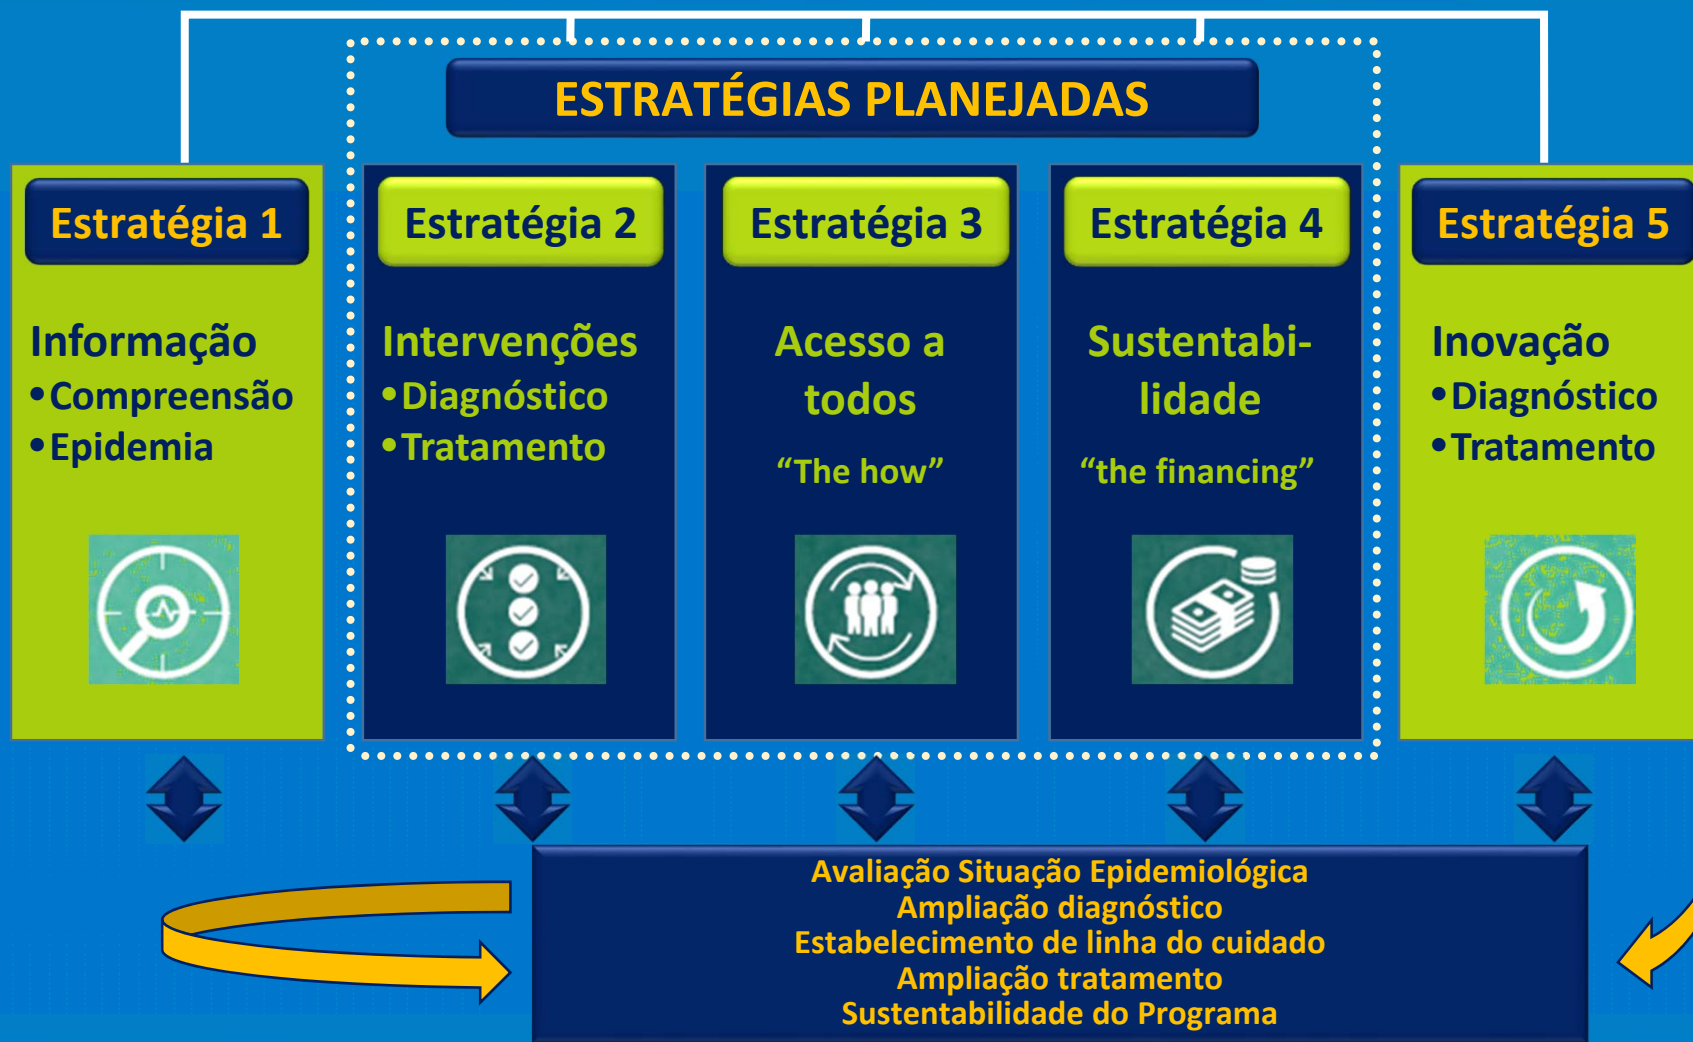 ESTRATÉGIAS PLANEJADAS
Estratégia 1
Informação
•Compreensão
•Epidemia
Estratégia 2
Intervenções
•Diagnóstico
•Tratamento
Estratégia 3
Acesso a
todos
“The how”
Estratégia 4
Sustentabi-
lidade
“the financing”
Estratégia 5
Inovação
•Diagnóstico
•Tratamento
Avaliação Situação Epidemiológica
Ampliação diagnóstico
Estabelecimento de linha do cuidado
Ampliação tratamento
Sustentabilidade do Programa